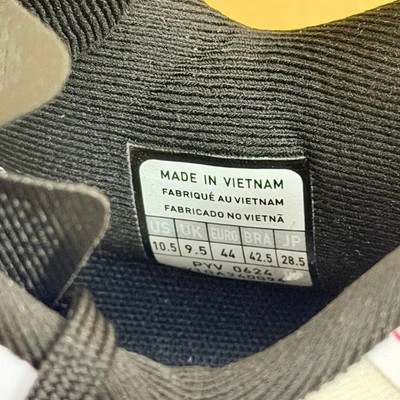 MADE IN VIETNAM
FABRIQUÉ AU VIETNAM
FABRICADO NO VIETNÃ
US UK EURO BRA JP
10.5 9.5 44 42.5 28.5
PYV 0624